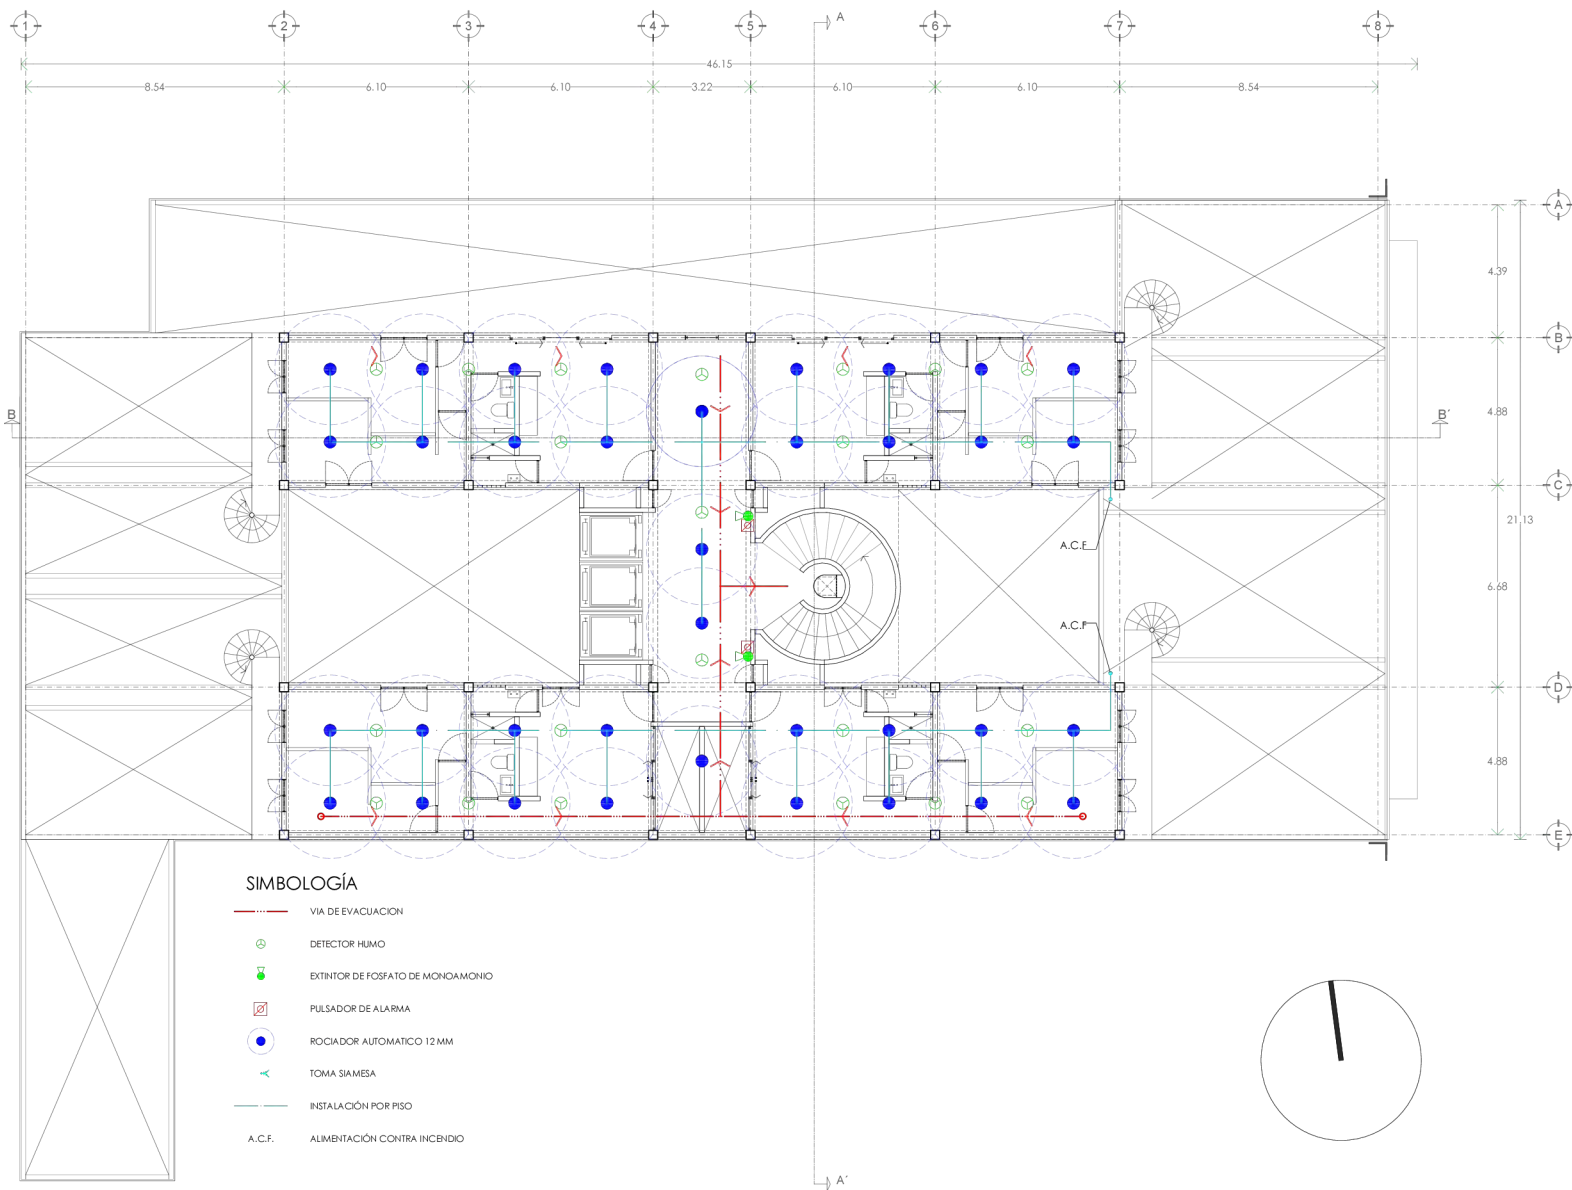 1 2 3 4 5 6 7 8
A
46.15
8.54 6.10 6.10 3.22 6.10 6.10 8.54
A
4.39
B
B B´
4.88
C
21.13
A.C.F
6.68
A.C.F
D
4.88
E
SIMBOLOGÍA
VIA DE EVACUACION
DETECTOR HUMO
EXTINTOR DE FOSFATO DE MONOAMONIO
PULSADOR DE ALARMA
ROCIADOR AUTOMATICO 12 MM
TOMA SIAMESA
INSTALACIÓN POR PISO
A.C.F. ALIMENTACIÓN CONTRA INCENDIO
A´